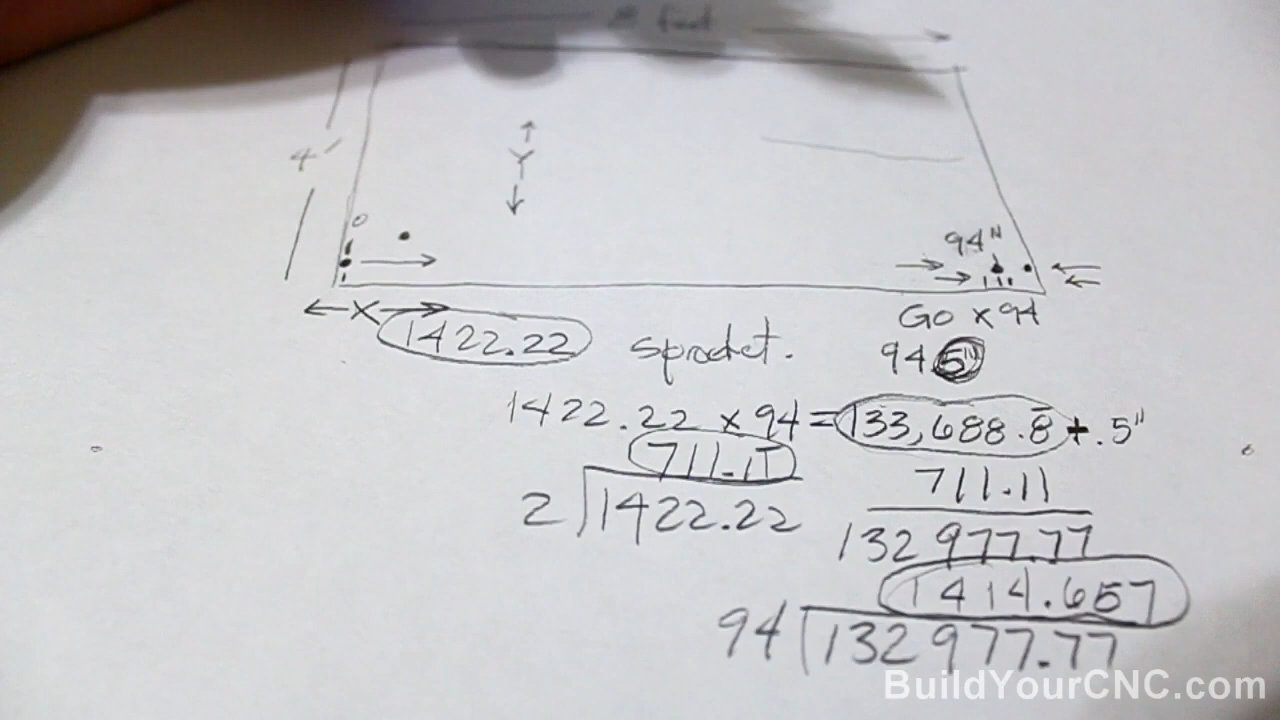 8 feet
4'
Y
0
94"
X
Go x 94
1422.22 sprocket.
94.5"
1422.22 x 94 = 133,688.8 + .5"
711.11
711.11
2 1422.22
132977.77
1414.657
94 132977.77
BuildYourCNC.com